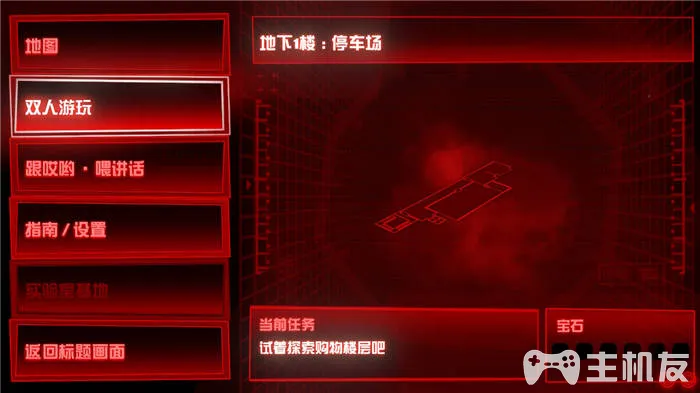 地图
双人游玩
跟哎哟·喂讲话
指南/设置
实验室基地
返回标题画面
地下1楼:停车场
当前任务
试着探索购物楼层吧
宝石
主机友